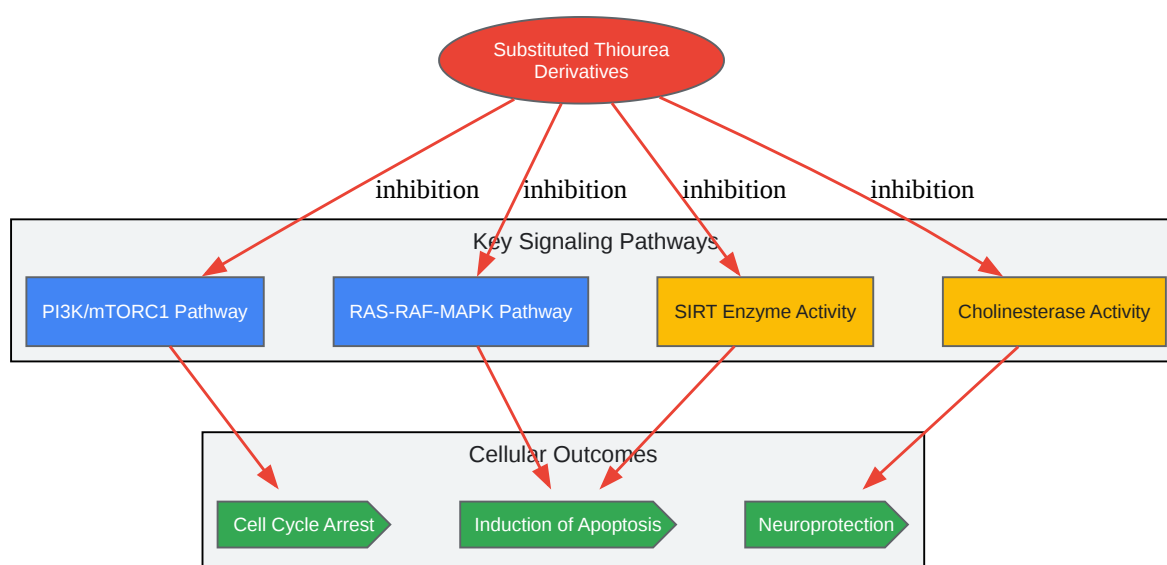 Substituted Thiourea
Derivatives
inhibition
inhibition
inhibition
inhibition
Key Signaling Pathways
PI3K/mTORC1 Pathway
RAS-RAF-MAPK Pathway
SIRT Enzyme Activity
Cholinesterase Activity
Cellular Outcomes
Cell Cycle Arrest
Induction of Apoptosis
Neuroprotection